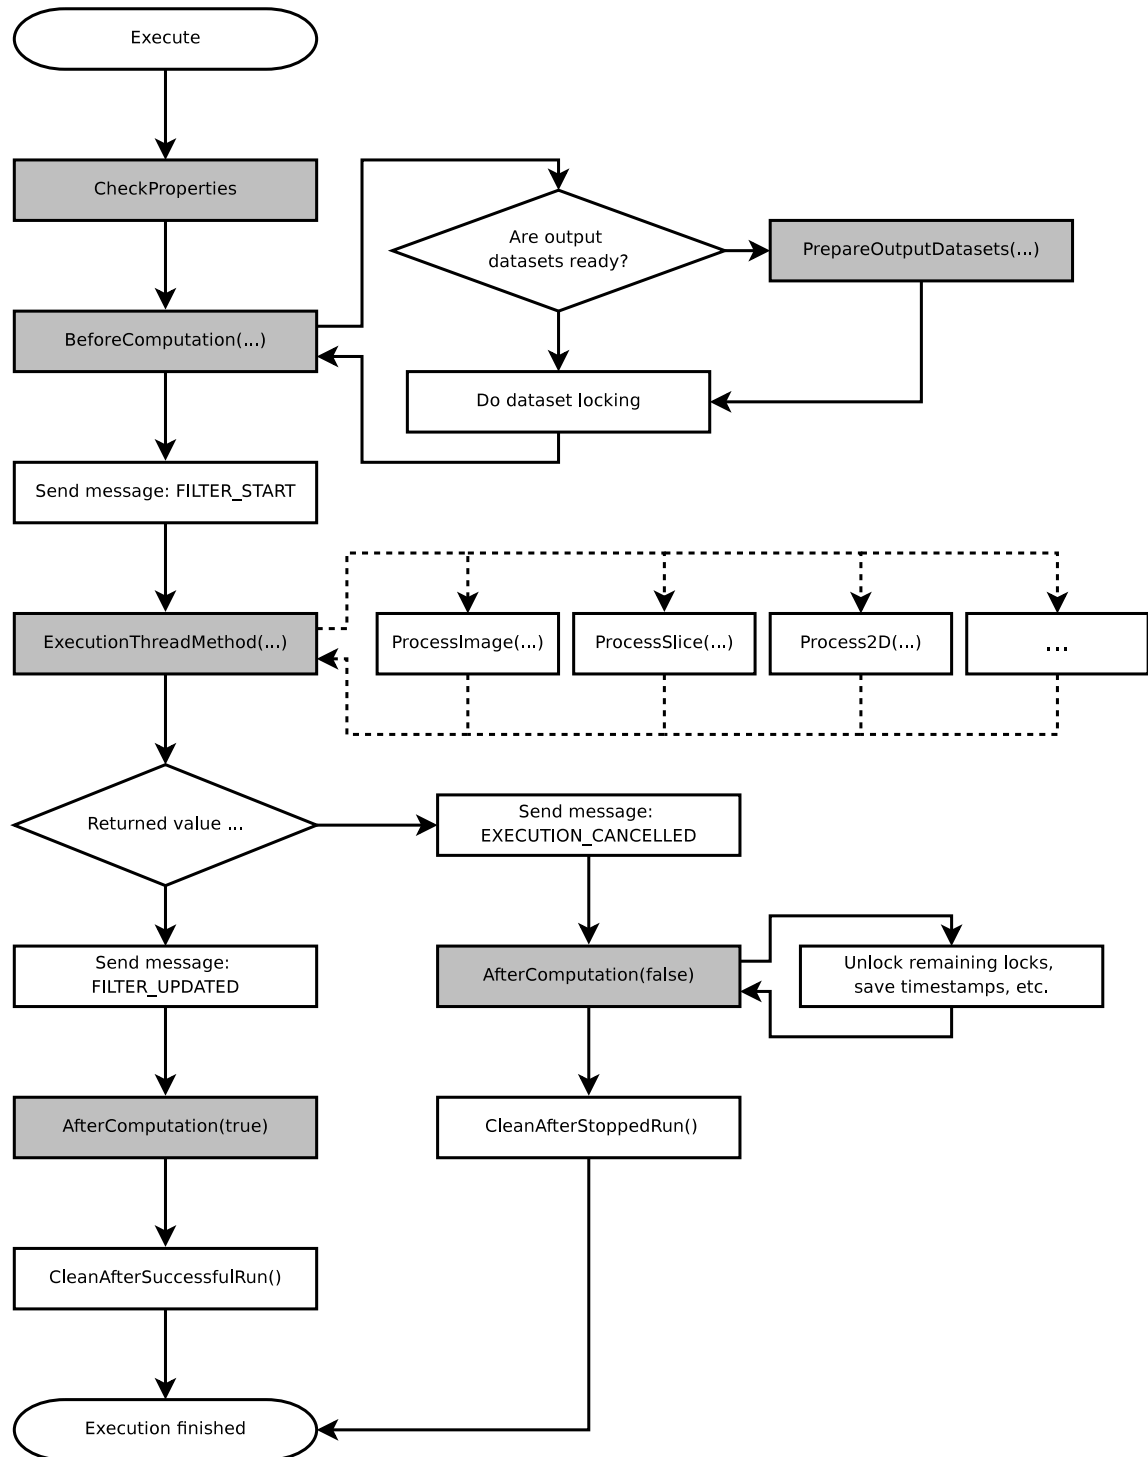 Execute
CheckProperties
Are output
datasets ready?
PrepareOutputDatasets(...)
BeforeComputation(...)
Do dataset locking
Send message: FILTER_START
ExecutionThreadMethod(...)
ProcessImage(...)
ProcessSlice(...)
Process2D(...)
...
Returned value ...
Send message:
EXECUTION_CANCELLED
Send message:
FILTER_UPDATED
AfterComputation(false)
Unlock remaining locks,
save timestamps, etc.
AfterComputation(true)
CleanAfterStoppedRun()
CleanAfterSuccessfulRun()
Execution finished